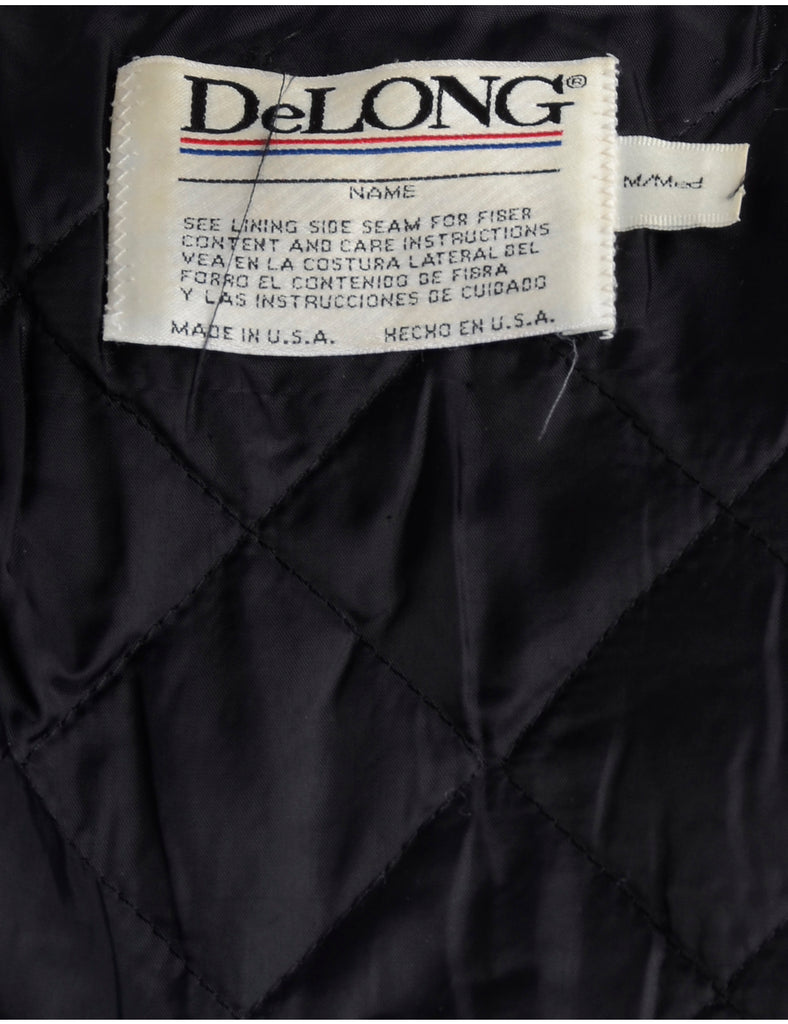 DeLONG®
NAME
M/Med
SEE LINING SIDE SEAM FOR FIBER
CONTENT AND CARE INSTRUCTIONS
VEA EN LA COSTURA LATERAL DEL
FORRO EL CONTENIDO DE FIBRA
Y LAS INSTRUCCIONES DE CUIDADO
MADE IN U.S.A. HECHO EN U.S.A.